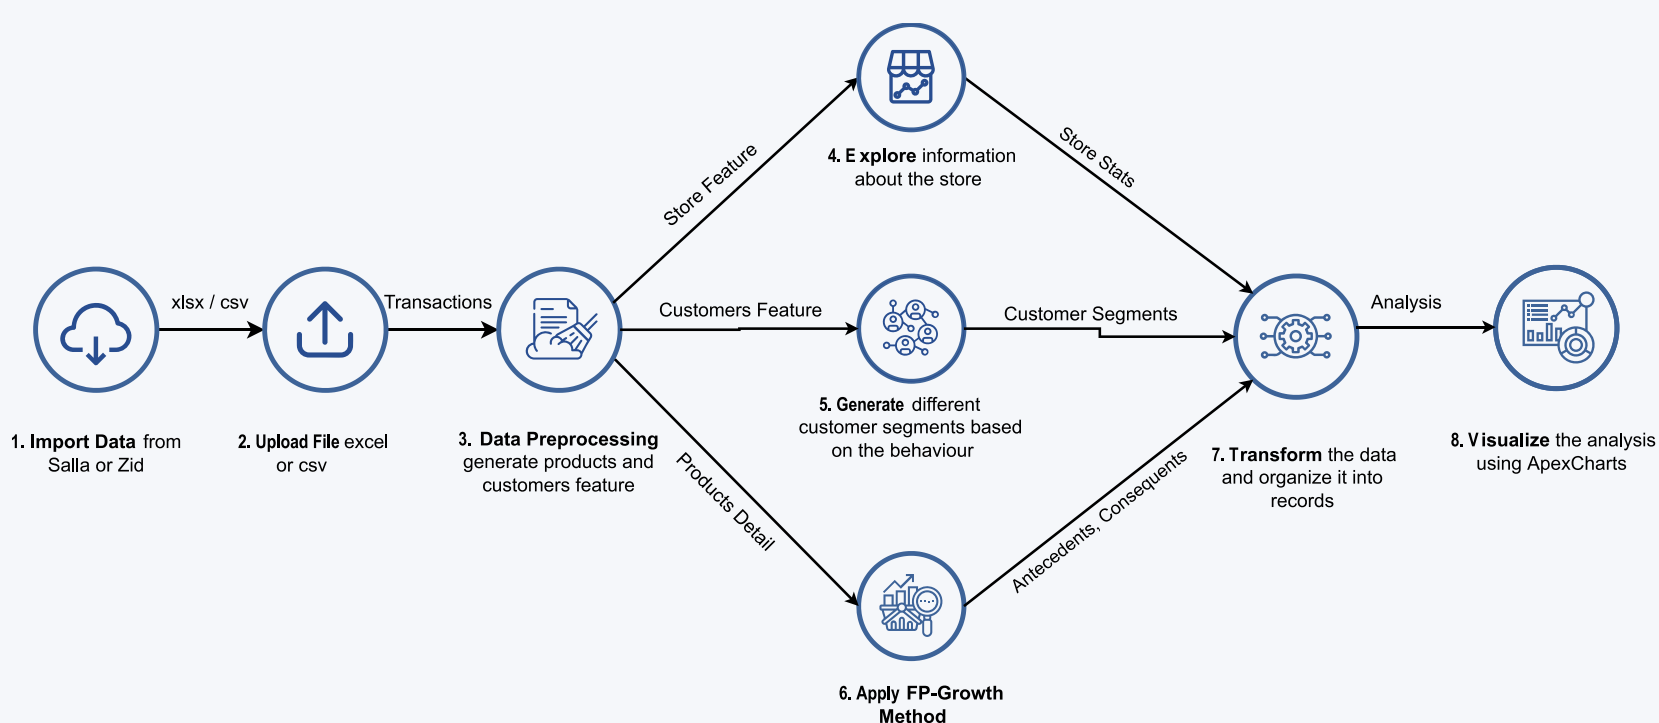 xlsx / csv
1. Import Data from
Salla or Zid
2. Upload File excel
or csv
Transactions
3. Data Preprocessing
generate products and
customers feature
Store Feature
4. Explore information
about the store
Store Stats
Customers Feature
5. Generate different
customer segments based
on the behaviour
Customer Segments
Products Detail
6. Apply FP-Growth
Method
Antecedents, Consequents
7. Transform the data
and organize it into
records
Analysis
8. Visualize the analysis
using ApexCharts